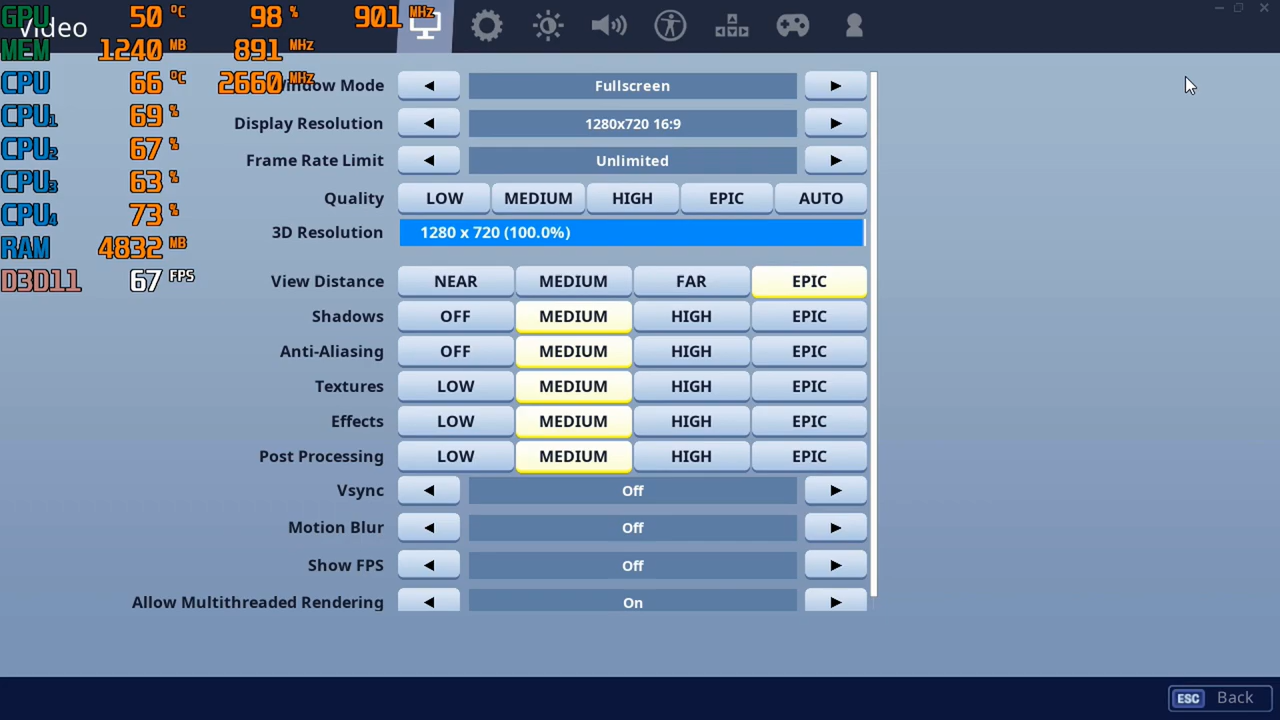 Video
GPU 50 °C 98 % 901 MHz
MEM 1240 MB 891 MHz
CPU 66 °C 2660 MHz
CPU1 69 %
CPU2 67 %
CPU3 63 %
CPU4 73 %
RAM 4832 MB
D3D11 67 FPS
Window Mode Fullscreen
Display Resolution 1280x720 16:9
Frame Rate Limit Unlimited
Quality LOW MEDIUM HIGH EPIC AUTO
3D Resolution 1280 x 720 (100.0%)
View Distance NEAR MEDIUM FAR EPIC
Shadows OFF MEDIUM HIGH EPIC
Anti-Aliasing OFF MEDIUM HIGH EPIC
Textures LOW MEDIUM HIGH EPIC
Effects LOW MEDIUM HIGH EPIC
Post Processing LOW MEDIUM HIGH EPIC
Vsync Off
Motion Blur Off
Show FPS Off
Allow Multithreaded Rendering On
ESC Back